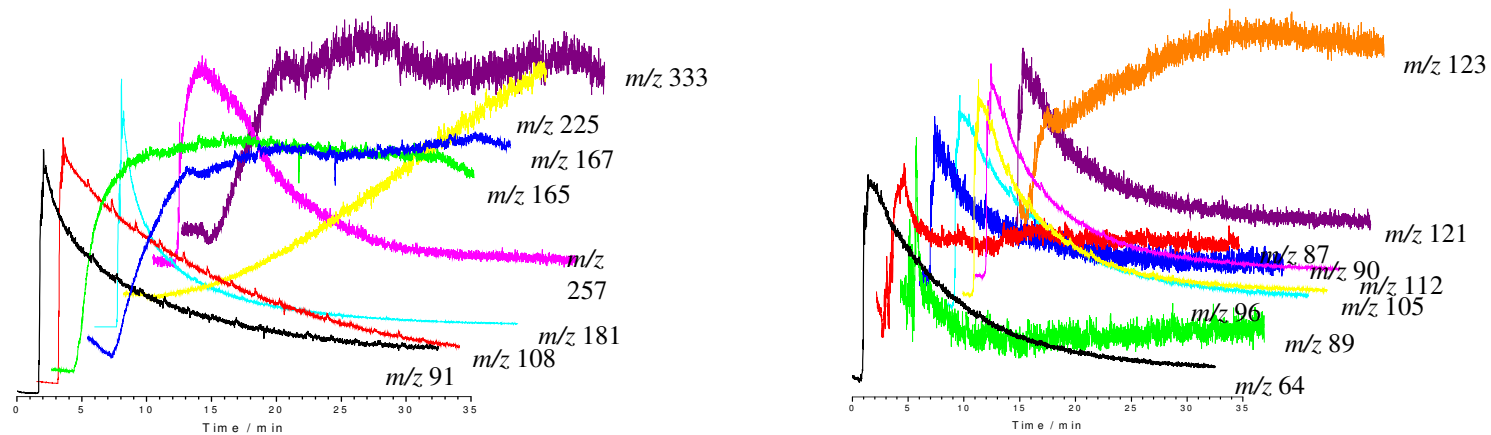 m/z 333
m/z 225
m/z 167
m/z 165
m/z
257
m/z 181
m/z 108
m/z 91
0 5 10 15 20 25 30 35
Time / min
m/z 123
m/z 121
m/z 87
m/z 90
m/z 112
m/z 105
m/z 96
m/z 89
m/z 64
0 5 10 15 20 25 30 35
Time / min